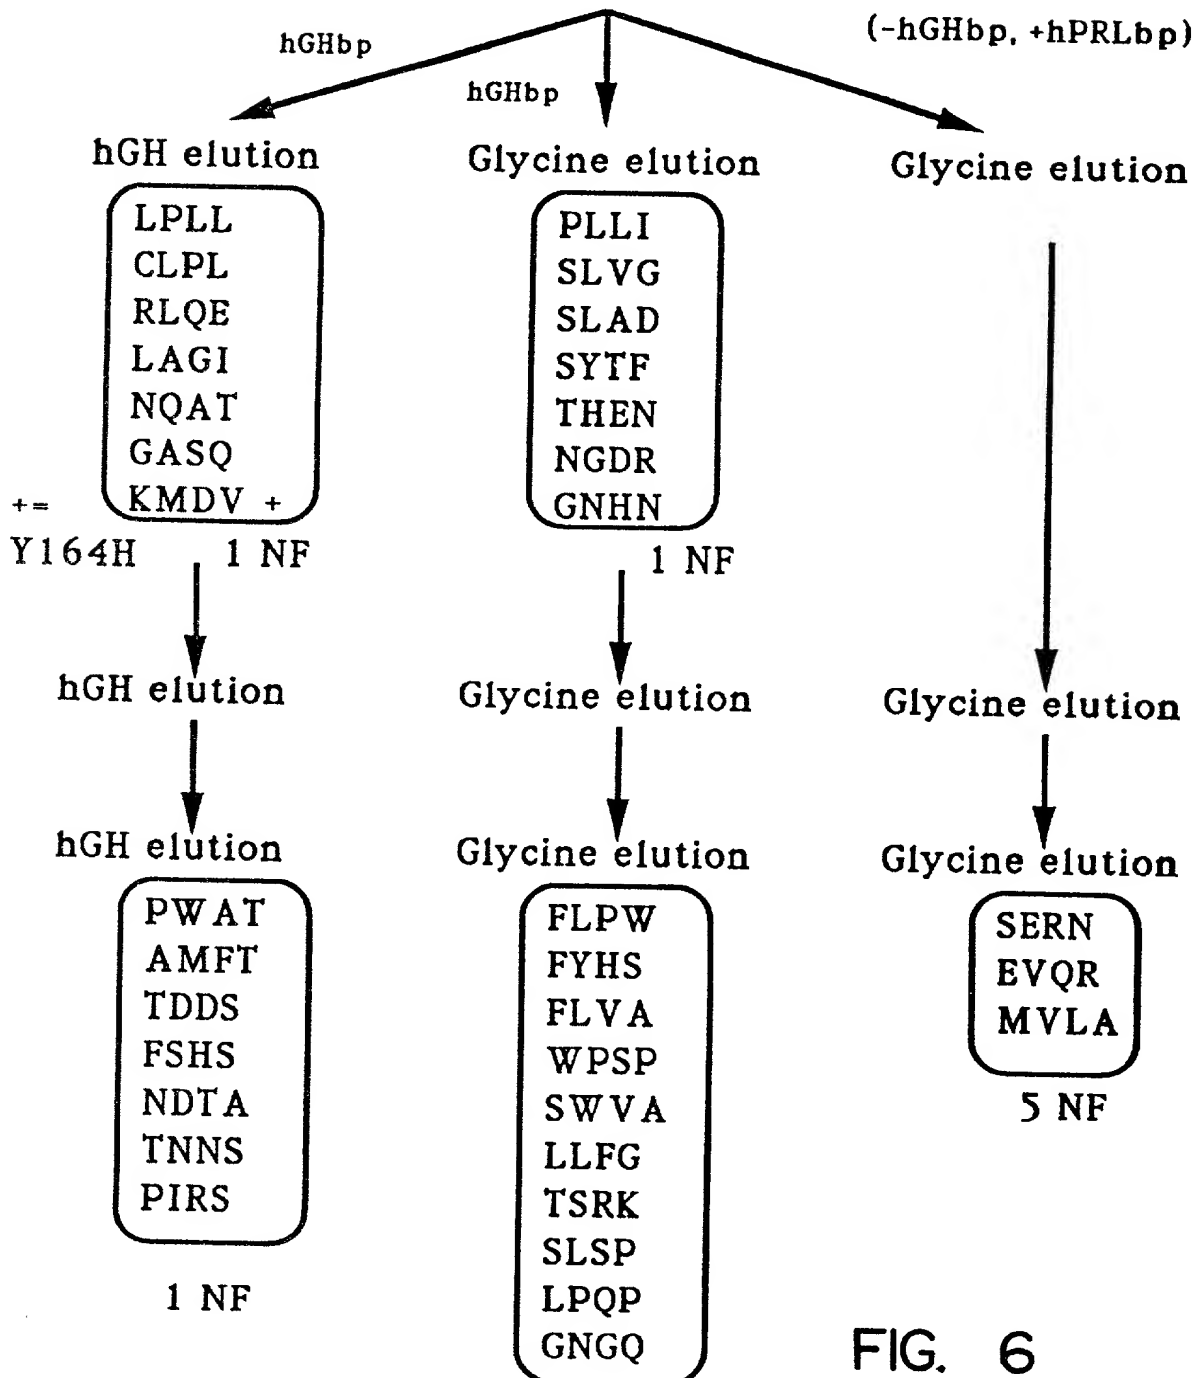 hGHbp
hGHbp
(-hGHbp, +hPRLbp)
hGH elution
LPLL
CLPL
RLQE
LAGI
NQAT
GASQ
KMDV +
+=
Y164H
1 NF
hGH elution
hGH elution
PWAT
AMFT
TDDS
FSHS
NDTA
TNNS
PIRS
1 NF
Glycine elution
PLLI
SLVG
SLAD
SYTF
THEN
NGDR
GNHN
1 NF
Glycine elution
Glycine elution
FLPW
FYHS
FLVA
WPSP
SWVA
LLFG
TSRK
SLSP
LPQP
GNGQ
Glycine elution
Glycine elution
Glycine elution
SERN
EVQR
MVLA
5 NF
FIG. 6